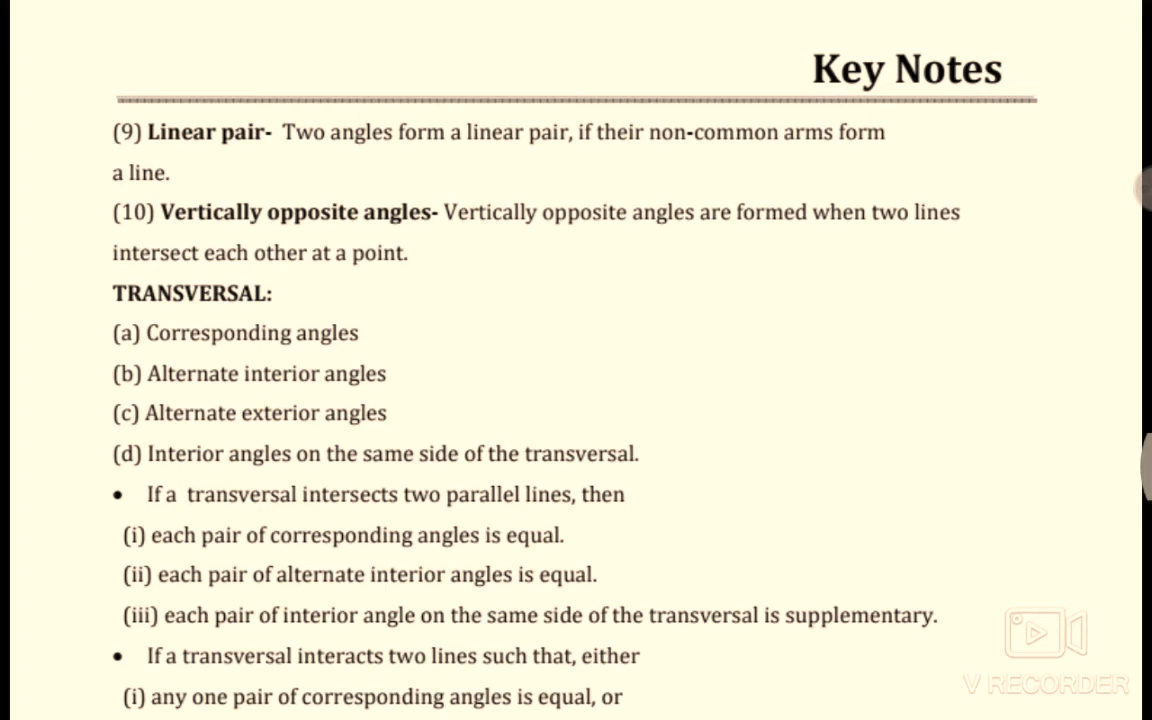 Key Notes
(9) Linear pair- Two angles form a linear pair, if their non-common arms form
a line.
(10) Vertically opposite angles- Vertically opposite angles are formed when two lines
intersect each other at a point.
TRANSVERSAL:
(a) Corresponding angles
(b) Alternate interior angles
(c) Alternate exterior angles
(d) Interior angles on the same side of the transversal.
• If a transversal intersects two parallel lines, then
(i) each pair of corresponding angles is equal.
(ii) each pair of alternate interior angles is equal.
(iii) each pair of interior angle on the same side of the transversal is supplementary.
• If a transversal interacts two lines such that, either
(i) any one pair of corresponding angles is equal, or
V RECORDER